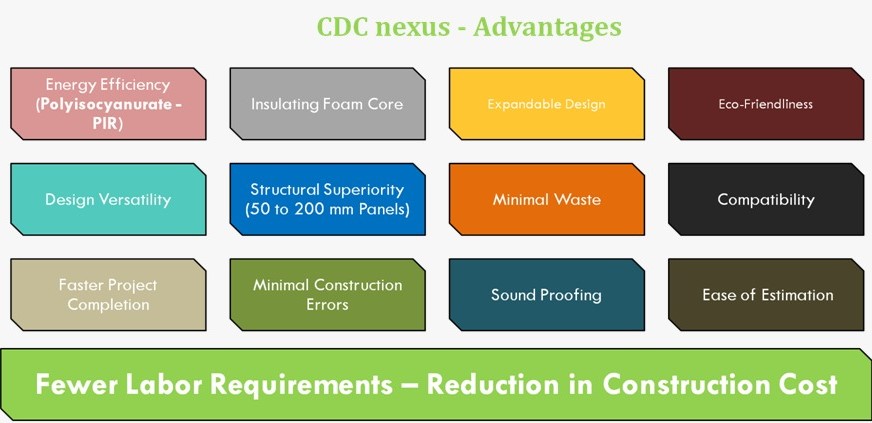 CDC nexus - Advantages
Energy Efficiency
(Polyisocyanurate -
PIR)
Insulating Foam Core
Expandable Design
Eco-Friendliness
Design Versatility
Structural Superiority
(50 to 200 mm Panels)
Minimal Waste
Compatibility
Faster Project
Completion
Minimal Construction
Errors
Sound Proofing
Ease of Estimation
Fewer Labor Requirements – Reduction in Construction Cost